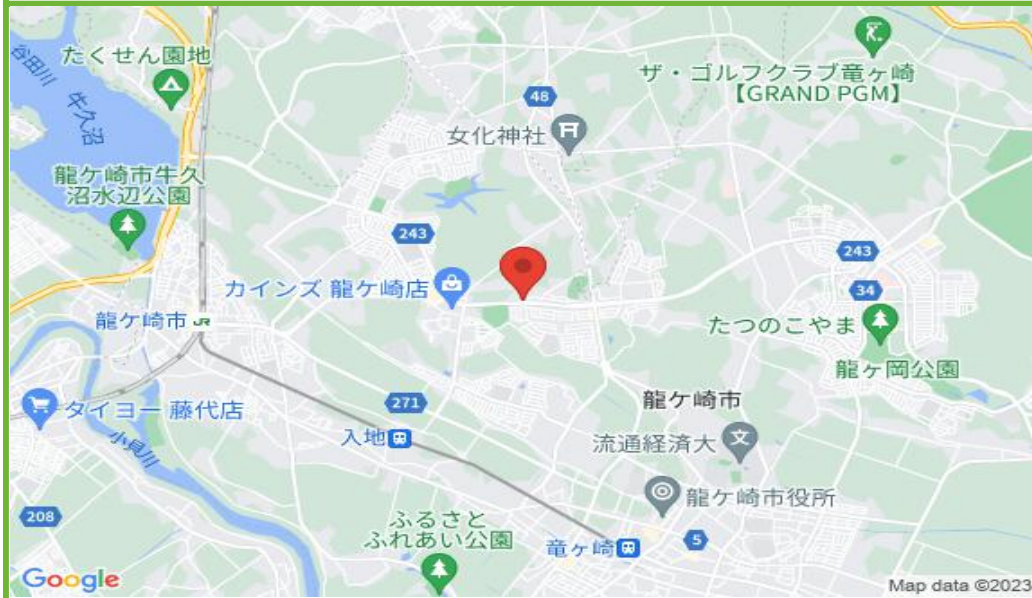 たくせん園地
谷田川
牛久沼
ザ・ゴルフクラブ竜ヶ崎
【GRAND PGM】
48
女化神社
龍ケ崎市牛久
沼水辺公園
243
243
カインズ 龍ケ崎店
34
龍ケ崎市
JR
たつのこやま
龍ヶ岡公園
271
龍ケ崎市
タイヨー 藤代店
入地
流通経済大
文
小貝川
龍ケ崎市役所
208
ふるさと
ふれあい公園
竜ヶ崎
5
Google
Map data ©2023